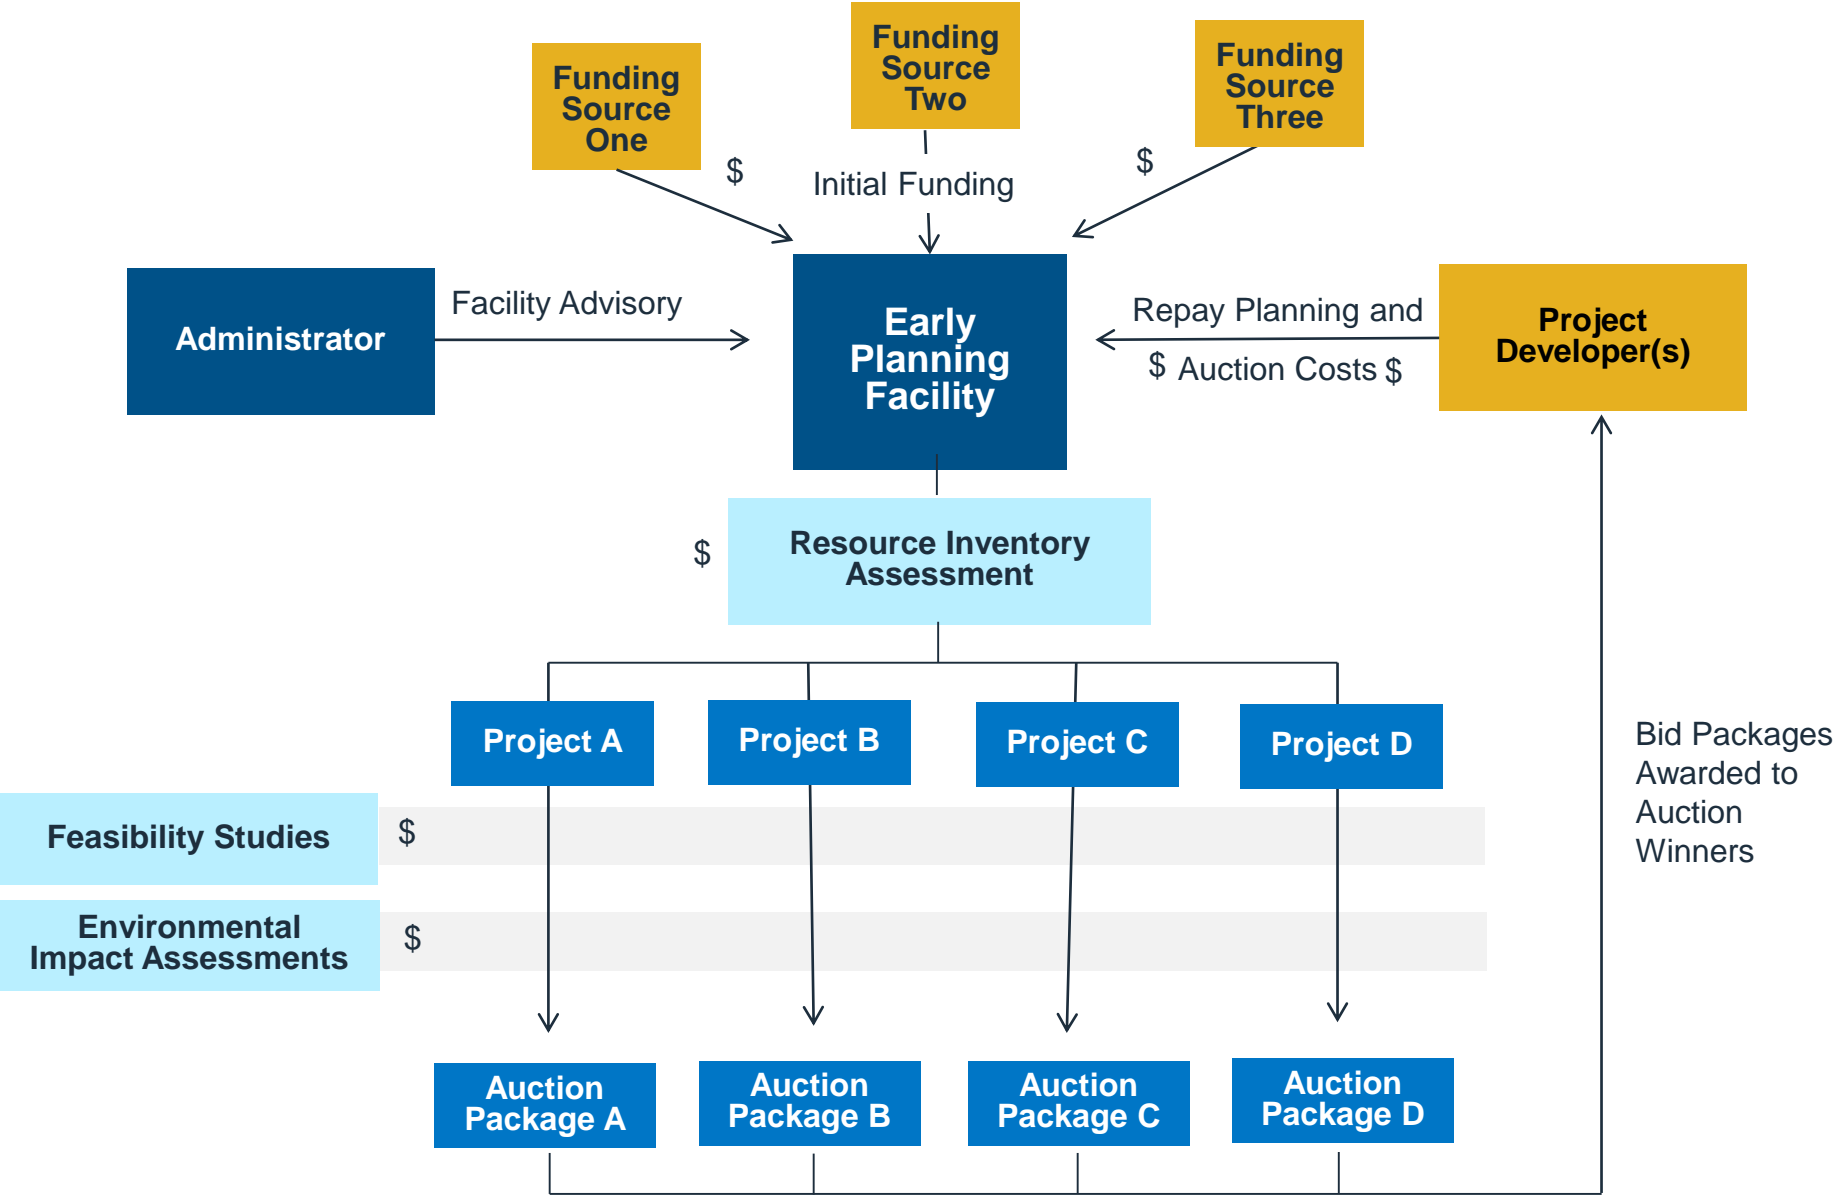 Funding
Source
One
Funding
Source
Two
Funding
Source
Three
$
Initial Funding
$
Administrator
Facility Advisory
Early
Planning
Facility
Repay Planning and
$ Auction Costs $
Project
Developer(s)
$
Resource Inventory
Assessment
Project A
Project B
Project C
Project D
Bid Packages
Awarded to
Auction
Winners
Feasibility Studies
$
Environmental
Impact Assessments
$
Auction
Package A
Auction
Package B
Auction
Package C
Auction
Package D